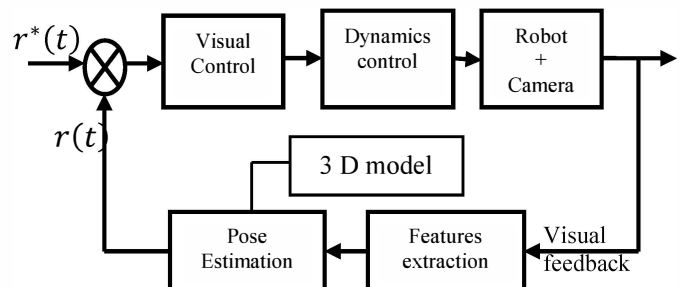 r*(t)
Visual
Control
Dynamics
control
Robot
+
Camera
r(t)
3 D model
Pose
Estimation
Features
extraction
Visual
feedback